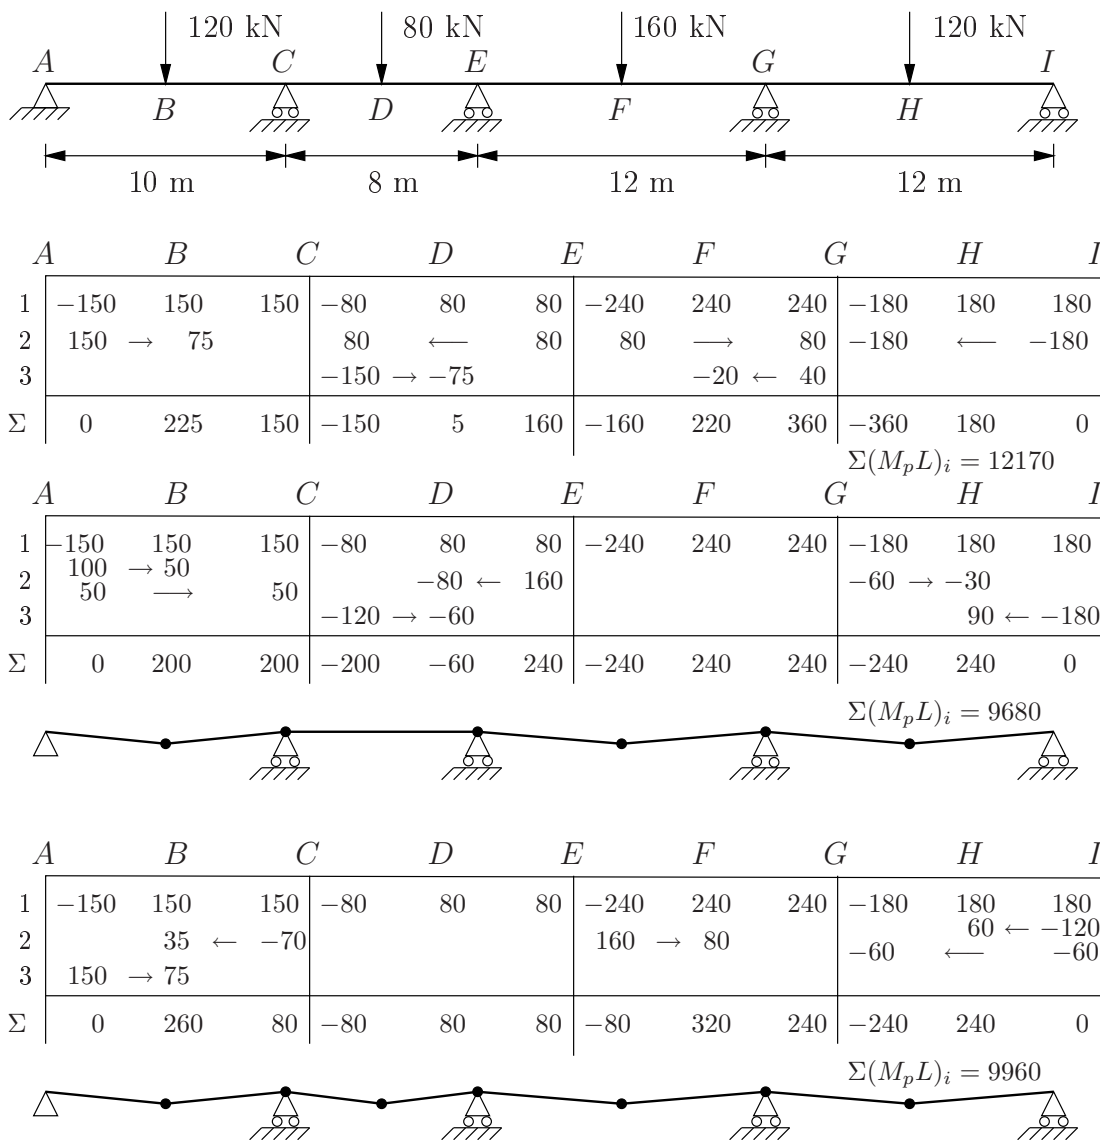 120 kN 80 kN 160 kN 120 kN
A C E G I
B D F H
10 m 8 m 12 m 12 m
A B C D E F G H I
1 −150 150 150 −80 80 80 −240 240 240 −180 180 180
2 150 → 75 80 ← 80 80 → 80 −180 ← −180
3 −150 → −75 −20 ← 40
Σ 0 225 150 −150 5 160 −160 220 360 −360 180 0
Σ(M_pL)_i = 12170
A B C D E F G H I
1 −150 150 150 −80 80 80 −240 240 240 −180 180 180
100 → 50
2 −80 ← 160 −60 → −30
50 → 50
3 −120 → −60 90 ← −180
Σ 0 200 200 −200 −60 240 −240 240 240 −240 240 0
Σ(M_pL)_i = 9680
A B C D E F G H I
1 −150 150 150 −80 80 80 −240 240 240 −180 180 180
60 ← −120
2 35 ← −70 160 → 80
−60 ← −60
3 150 → 75
Σ 0 260 80 −80 80 80 −80 320 240 −240 240 0
Σ(M_pL)_i = 9960